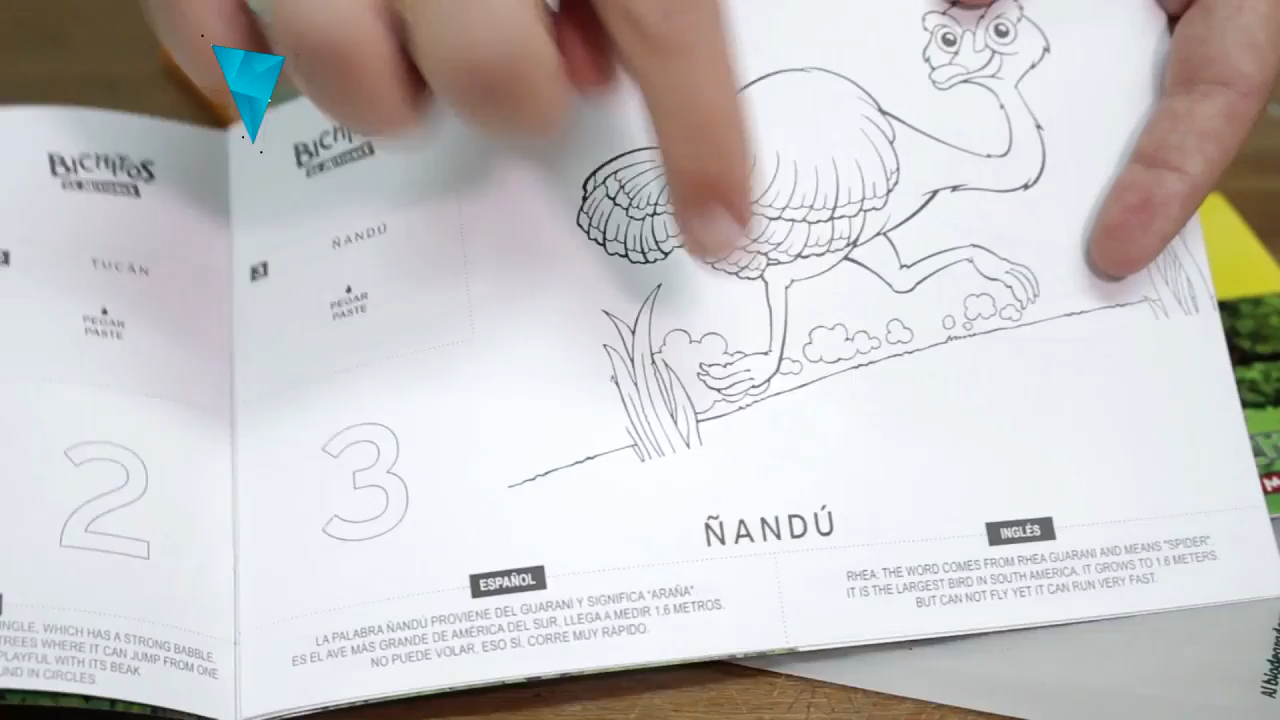 BICHITOS
TUCÁN
PEGAR
PASTE
2
NGLE, WHICH HAS A STRONG BABBLE,
TREES WHERE IT CAN JUMP FROM ONE
PLAYFUL WITH ITS BEAK
UND IN CIRCLES
BICHITOS
3
ÑANDÚ
PEGAR
PASTE
3
ÑANDÚ
ESPAÑOL
LA PALABRA ÑANDÚ PROVIENE DEL GUARANÍ Y SIGNIFICA "ARAÑA".
ES EL AVE MÁS GRANDE DE AMÉRICA DEL SUR, LLEGA A MEDIR 1.6 METROS.
NO PUEDE VOLAR, ESO SÍ, CORRE MUY RÁPIDO.
INGLÉS
RHEA: THE WORD COMES FROM RHEA GUARANI AND MEANS "SPIDER".
IT IS THE LARGEST BIRD IN SOUTH AMERICA, IT GROWS TO 1.6 METERS.
BUT CAN NOT FLY YET IT CAN RUN VERY FAST.